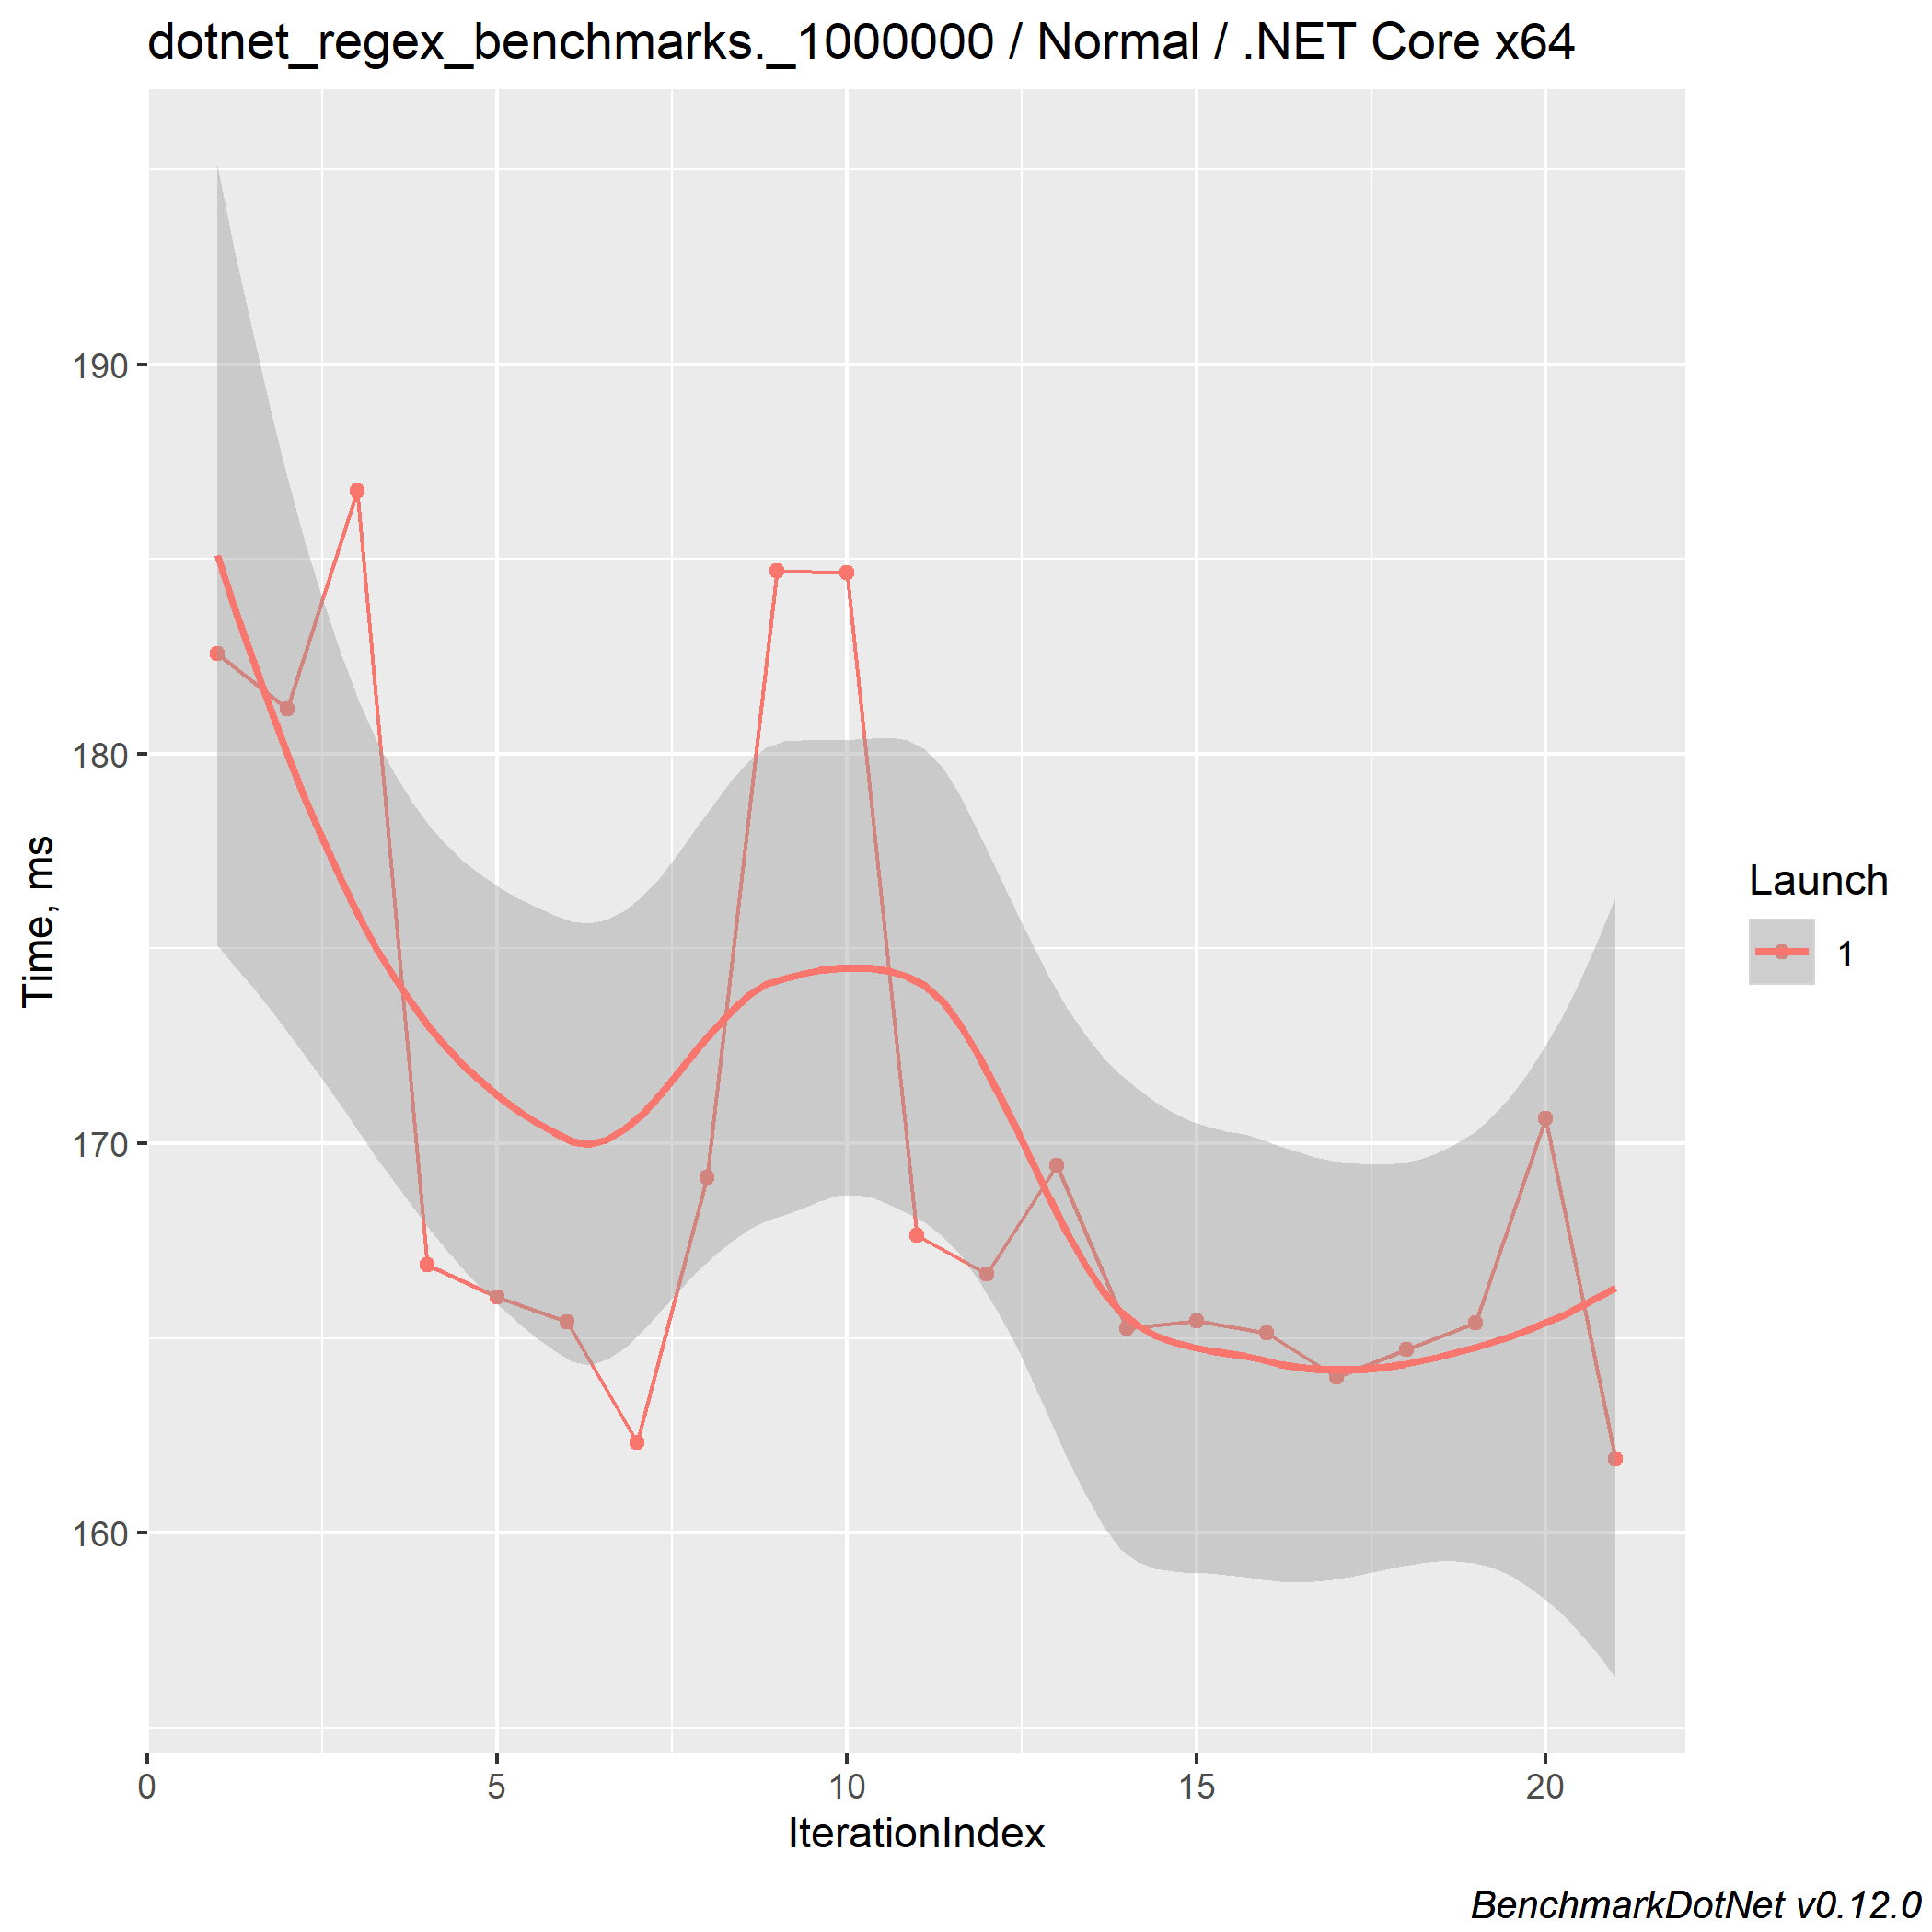 dotnet_regex_benchmarks._1000000 / Normal / .NET Core x64
Time, ms
190
180
170
160
0 5 10 15 20
IterationIndex
Launch
1
BenchmarkDotNet v0.12.0